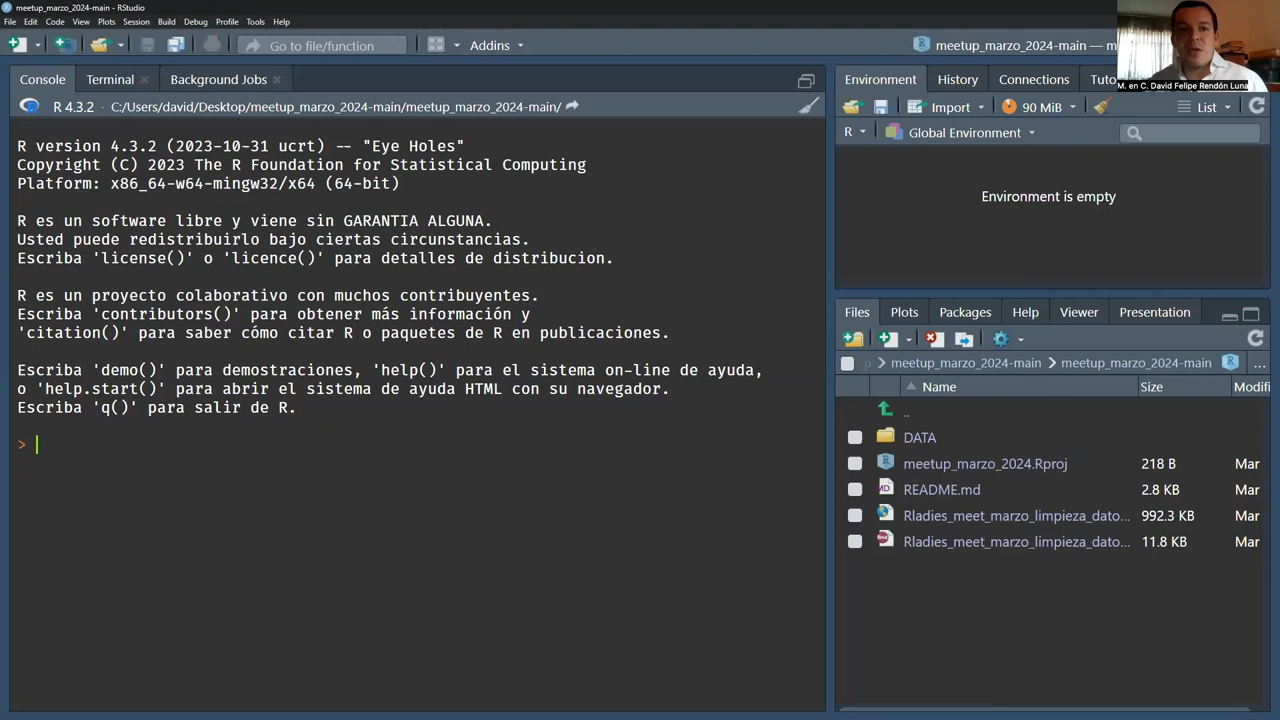 meetup_marzo_2024-main - RStudio
File Edit Code View Plots Session Build Debug Profile Tools Help
Go to file/function
Addins
meetup_marzo_2024-main —
M. en C. David Felipe Rendón Luna
Console Terminal Background Jobs
R 4.3.2 C:/Users/david/Desktop/meetup_marzo_2024-main/meetup_marzo_2024-main/
R version 4.3.2 (2023-10-31 ucrt) -- "Eye Holes"
Copyright (C) 2023 The R Foundation for Statistical Computing
Platform: x86_64-w64-mingw32/x64 (64-bit)
R es un software libre y viene sin GARANTIA ALGUNA.
Usted puede redistribuirlo bajo ciertas circunstancias.
Escriba 'license()' o 'licence()' para detalles de distribucion.
R es un proyecto colaborativo con muchos contribuyentes.
Escriba 'contributors()' para obtener más información y
'citation()' para saber cómo citar R o paquetes de R en publicaciones.
Escriba 'demo()' para demostraciones, 'help()' para el sistema on-line de ayuda,
o 'help.start()' para abrir el sistema de ayuda HTML con su navegador.
Escriba 'q()' para salir de R.
>
Environment History Connections Tuto
Import 90 MiB List
R Global Environment
Environment is empty
Files Plots Packages Help Viewer Presentation
meetup_marzo_2024-main meetup_marzo_2024-main ...
Name Size Modifi
..
DATA
meetup_marzo_2024.Rproj 218 B Mar
README.md 2.8 KB Mar
Rladies_meet_marzo_limpieza_dato... 992.3 KB Mar
Rladies_meet_marzo_limpieza_dato... 11.8 KB Mar